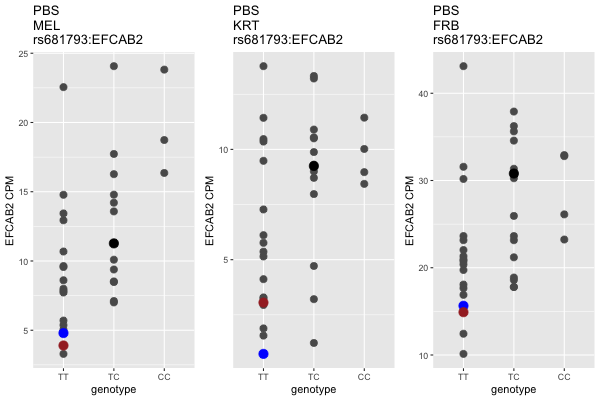 PBS
MEL
rs681793:EFCAB2
EFCAB2 CPM
25
20
15
10
5
TT TC CC
genotype
PBS
KRT
rs681793:EFCAB2
EFCAB2 CPM
10
5
TT TC CC
genotype
PBS
FRB
rs681793:EFCAB2
EFCAB2 CPM
40
30
20
10
TT TC CC
genotype